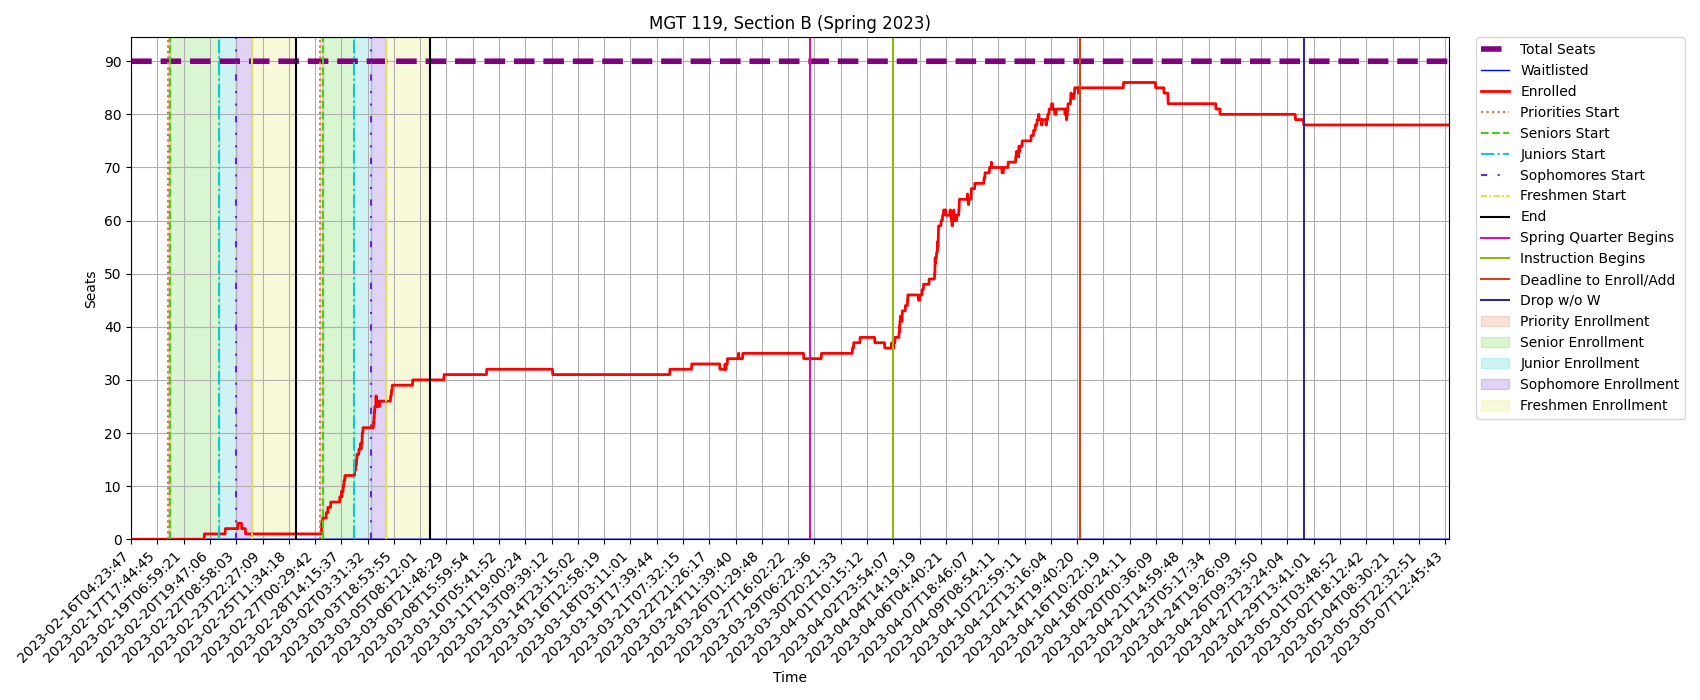 MGT 119, Section B (Spring 2023)
Seats
90
80
70
60
50
40
30
20
10
0
2023-02-16T04:23:47
2023-02-17T17:44:45
2023-02-19T06:59:21
2023-02-20T19:47:06
2023-02-22T08:58:03
2023-02-23T22:27:09
2023-02-25T11:34:18
2023-02-27T00:29:42
2023-02-28T14:15:37
2023-03-02T03:31:32
2023-03-03T18:53:55
2023-03-05T08:12:01
2023-03-06T21:48:29
2023-03-08T15:59:54
2023-03-10T05:41:52
2023-03-11T19:00:24
2023-03-13T09:39:12
2023-03-14T23:15:02
2023-03-16T12:58:19
2023-03-18T03:11:01
2023-03-19T17:39:44
2023-03-21T07:32:15
2023-03-22T21:26:17
2023-03-24T11:39:40
2023-03-26T01:29:48
2023-03-27T16:02:22
2023-03-29T06:22:36
2023-03-30T20:21:33
2023-04-01T10:15:12
2023-04-02T23:54:07
2023-04-04T14:19:19
2023-04-06T04:40:21
2023-04-07T18:46:07
2023-04-09T08:54:11
2023-04-10T22:59:11
2023-04-12T13:16:04
2023-04-14T19:40:20
2023-04-16T10:22:19
2023-04-18T00:24:11
2023-04-20T00:36:09
2023-04-21T14:59:48
2023-04-23T05:17:34
2023-04-24T19:26:09
2023-04-26T09:33:50
2023-04-27T23:24:04
2023-04-29T13:41:01
2023-05-01T03:48:52
2023-05-02T18:12:42
2023-05-04T08:30:21
2023-05-05T22:32:51
2023-05-07T12:45:43
Time
Total Seats
Waitlisted
Enrolled
Priorities Start
Seniors Start
Juniors Start
Sophomores Start
Freshmen Start
End
Spring Quarter Begins
Instruction Begins
Deadline to Enroll/Add
Drop w/o W
Priority Enrollment
Senior Enrollment
Junior Enrollment
Sophomore Enrollment
Freshmen Enrollment